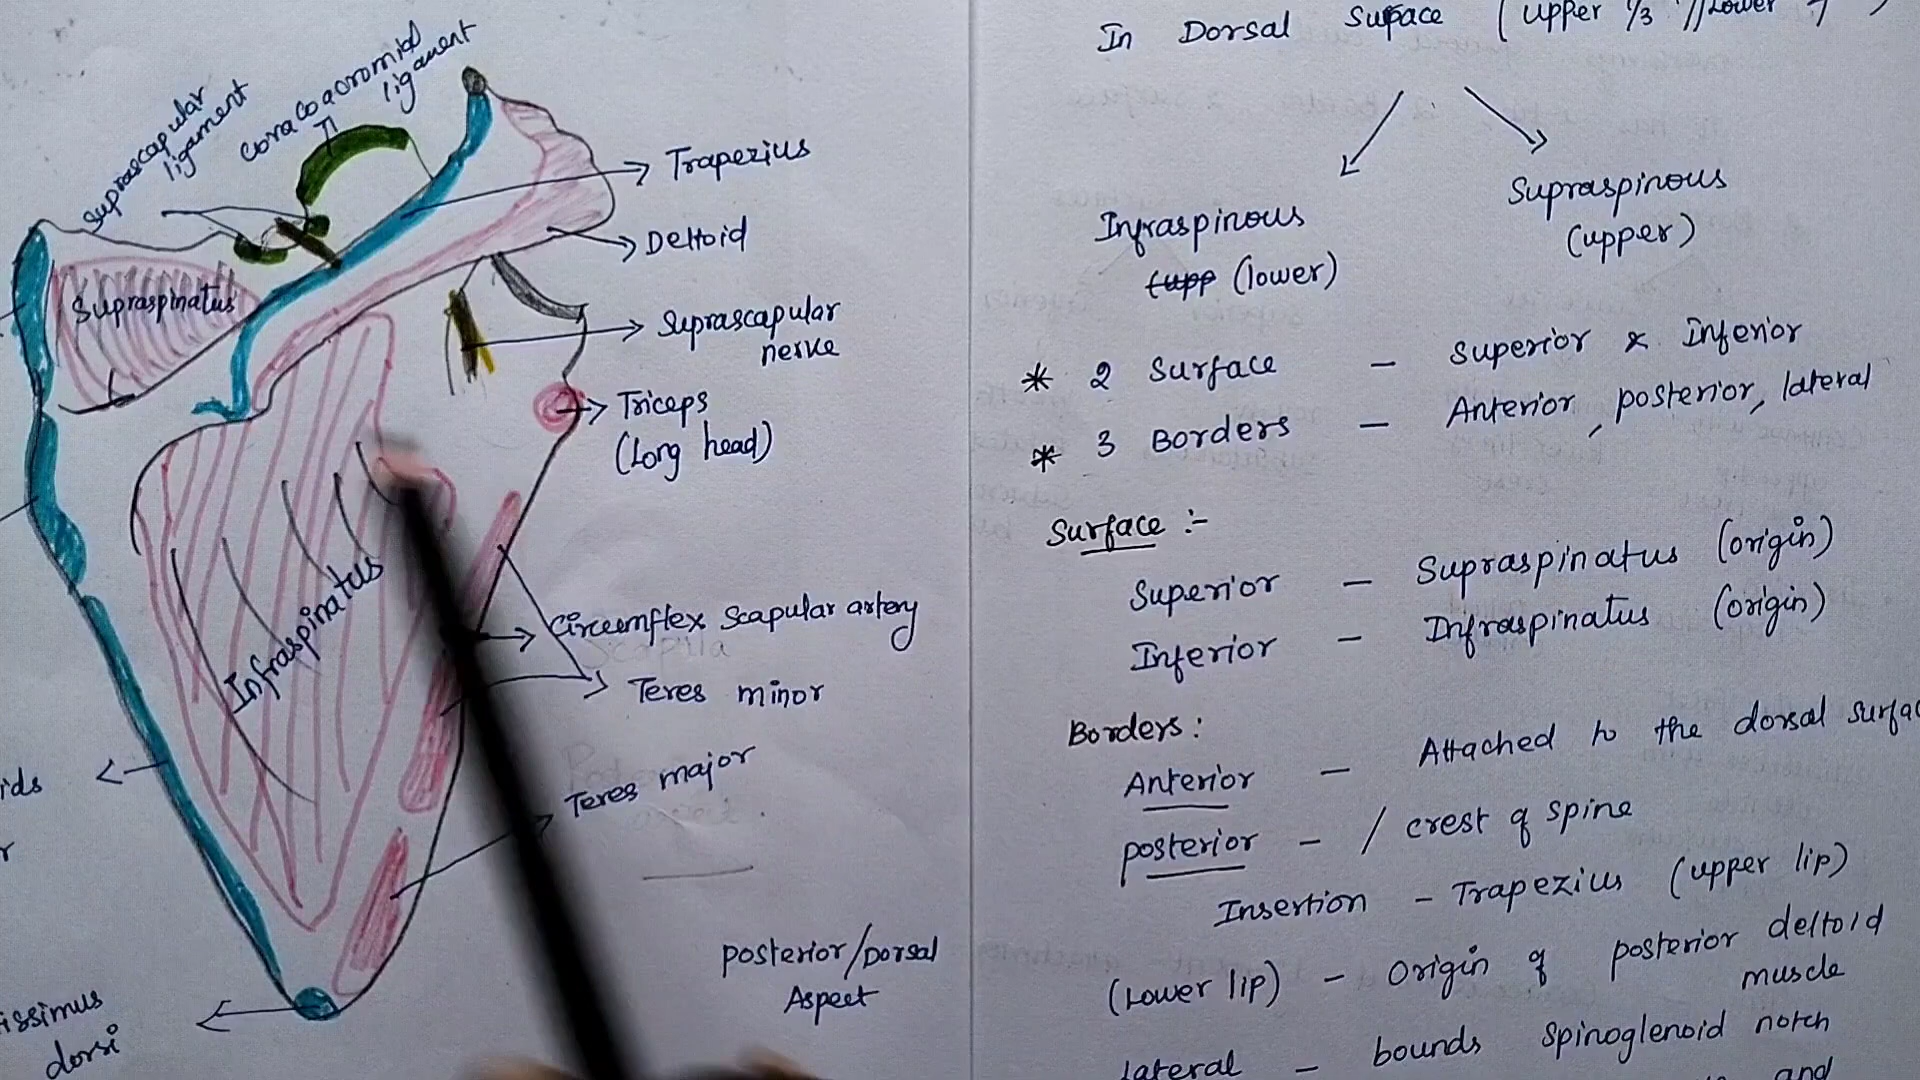 suprascapular
ligament
coracoacromial
ligament
Trapezius
Deltoid
Supraspinatus
Suprascapular
nerve
Triceps
(Long head)
Infraspinatus
Circumflex scapular artery
Teres minor
Teres major
ids
r
issimus
dorsi
Posterior/Dorsal
Aspect
In Dorsal Surface (upper 1/3 // Lower
Infraspinous
(upp (lower)
Supraspinous
(upper)
* 2 Surface - Superior & Inferior
* 3 Borders - Anterior, posterior, lateral
Surface :-
Superior - Supraspinatus (origin)
Inferior - Infraspinatus (origin)
Borders :
Anterior - Attached to the dorsal surfac
posterior - / crest of spine
Insertion - Trapezius (upper lip)
(Lower lip) - Origin of posterior deltoid
muscle
lateral - bounds spinoglenoid notch
and